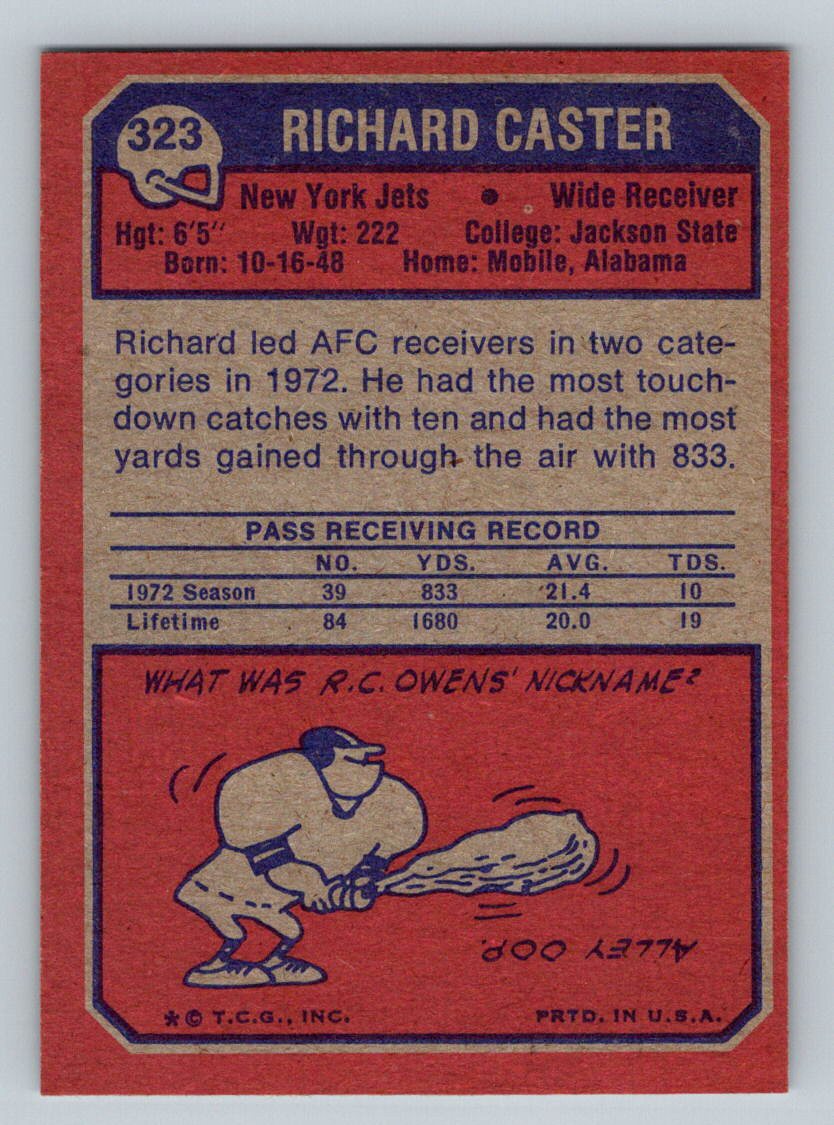 323 RICHARD CASTER
New York Jets • Wide Receiver
Hgt: 6'5" Wgt: 222 College: Jackson State
Born: 10-16-48 Home: Mobile, Alabama
Richard led AFC receivers in two cate-
gories in 1972. He had the most touch-
down catches with ten and had the most
yards gained through the air with 833.
PASS RECEIVING RECORD
NO. YDS. AVG. TDS.
1972 Season 39 833 21.4 10
Lifetime 84 1680 20.0 19
WHAT WAS R.C. OWENS' NICKNAME?
ALLEY OOP.
* © T.C.G., INC. PRTD. IN U.S.A.